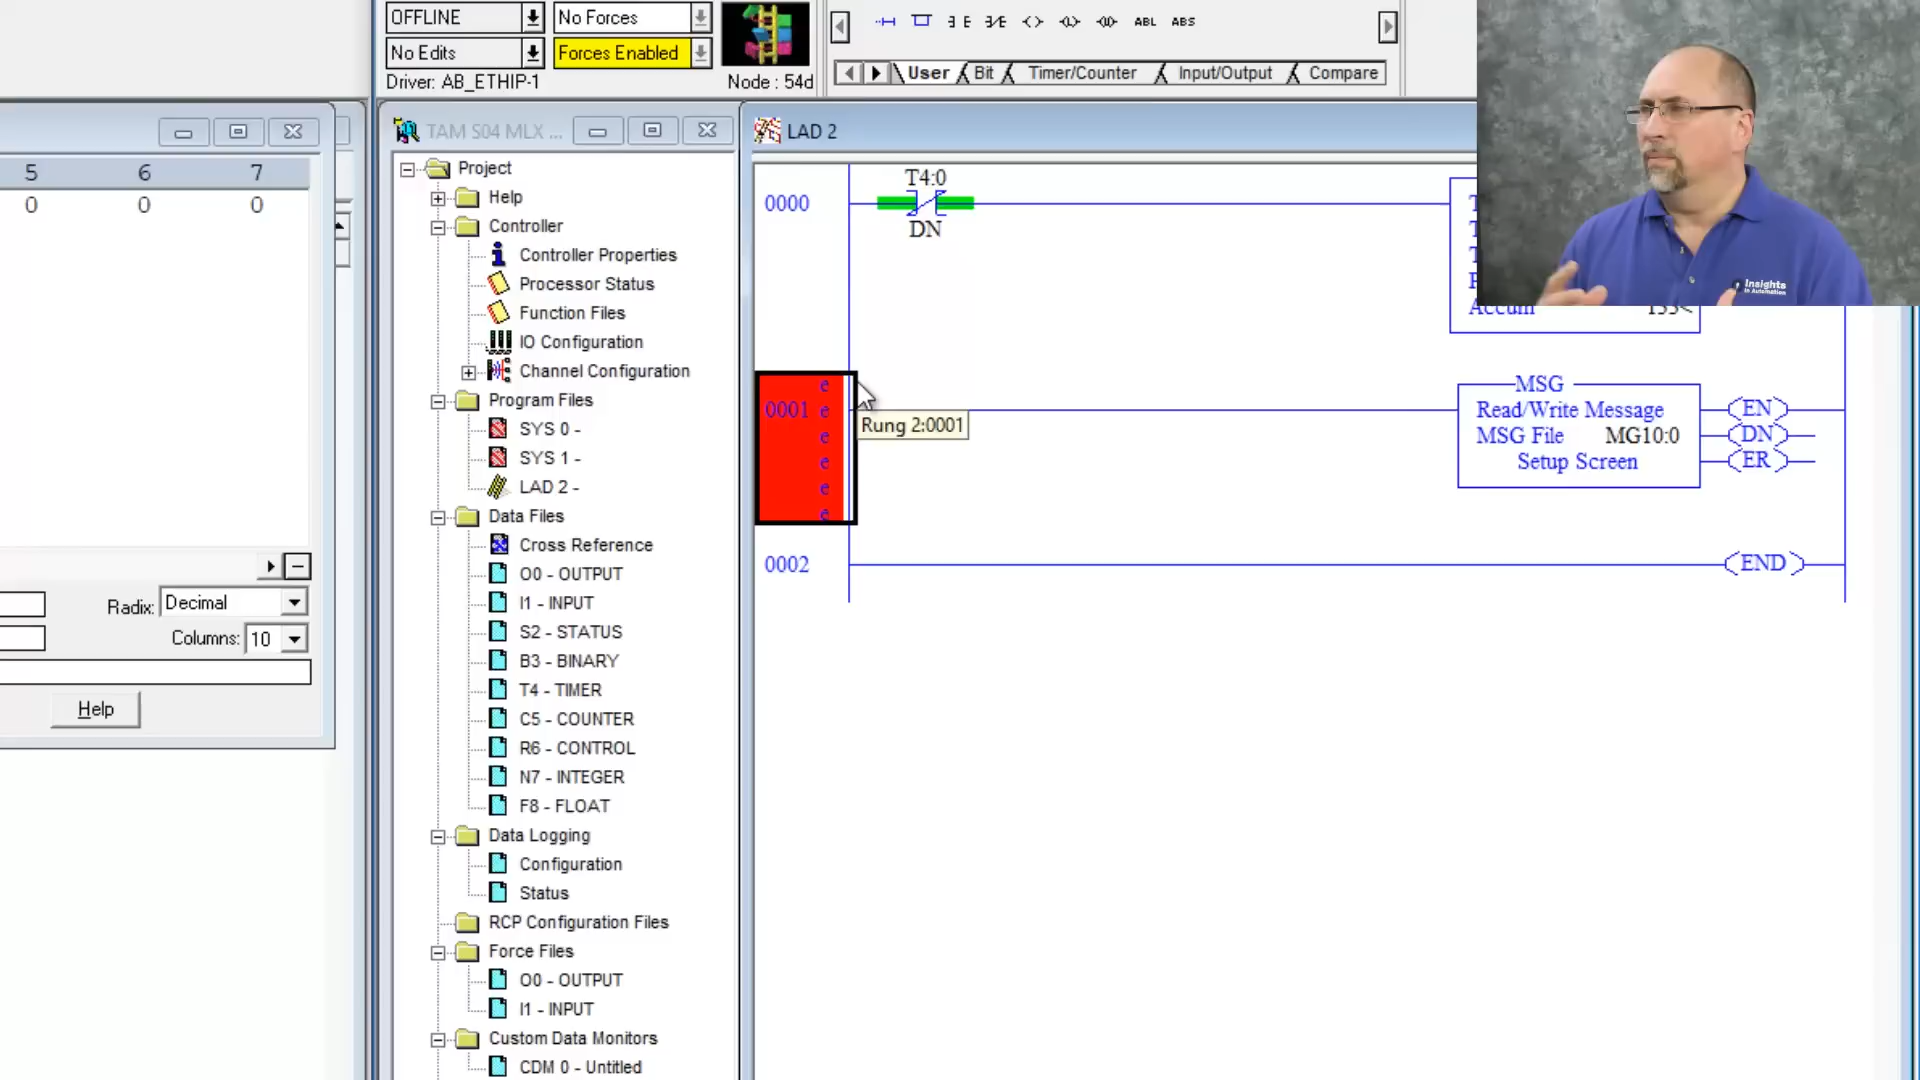 OFFLINE
No Forces
No Edits
Forces Enabled
Driver: AB_ETHIP-1
Node : 54d
ABL
ABS
User
Bit
Timer/Counter
Input/Output
Compare
5 6 7
0 0 0
Radix: Decimal
Columns: 10
Help
TAM S04 MLX ...
Project
Help
Controller
Controller Properties
Processor Status
Function Files
IO Configuration
Channel Configuration
Program Files
SYS 0 -
SYS 1 -
LAD 2 -
Data Files
Cross Reference
O0 - OUTPUT
I1 - INPUT
S2 - STATUS
B3 - BINARY
T4 - TIMER
C5 - COUNTER
R6 - CONTROL
N7 - INTEGER
F8 - FLOAT
Data Logging
Configuration
Status
RCP Configuration Files
Force Files
O0 - OUTPUT
I1 - INPUT
Custom Data Monitors
CDM 0 - Untitled
LAD 2
0000
T4:0
DN
Accum
e
0001 e
e
e
e
e
Rung 2:0001
MSG
Read/Write Message
MSG File MG10:0
Setup Screen
EN
DN
ER
0002
END
Insights
in Automation